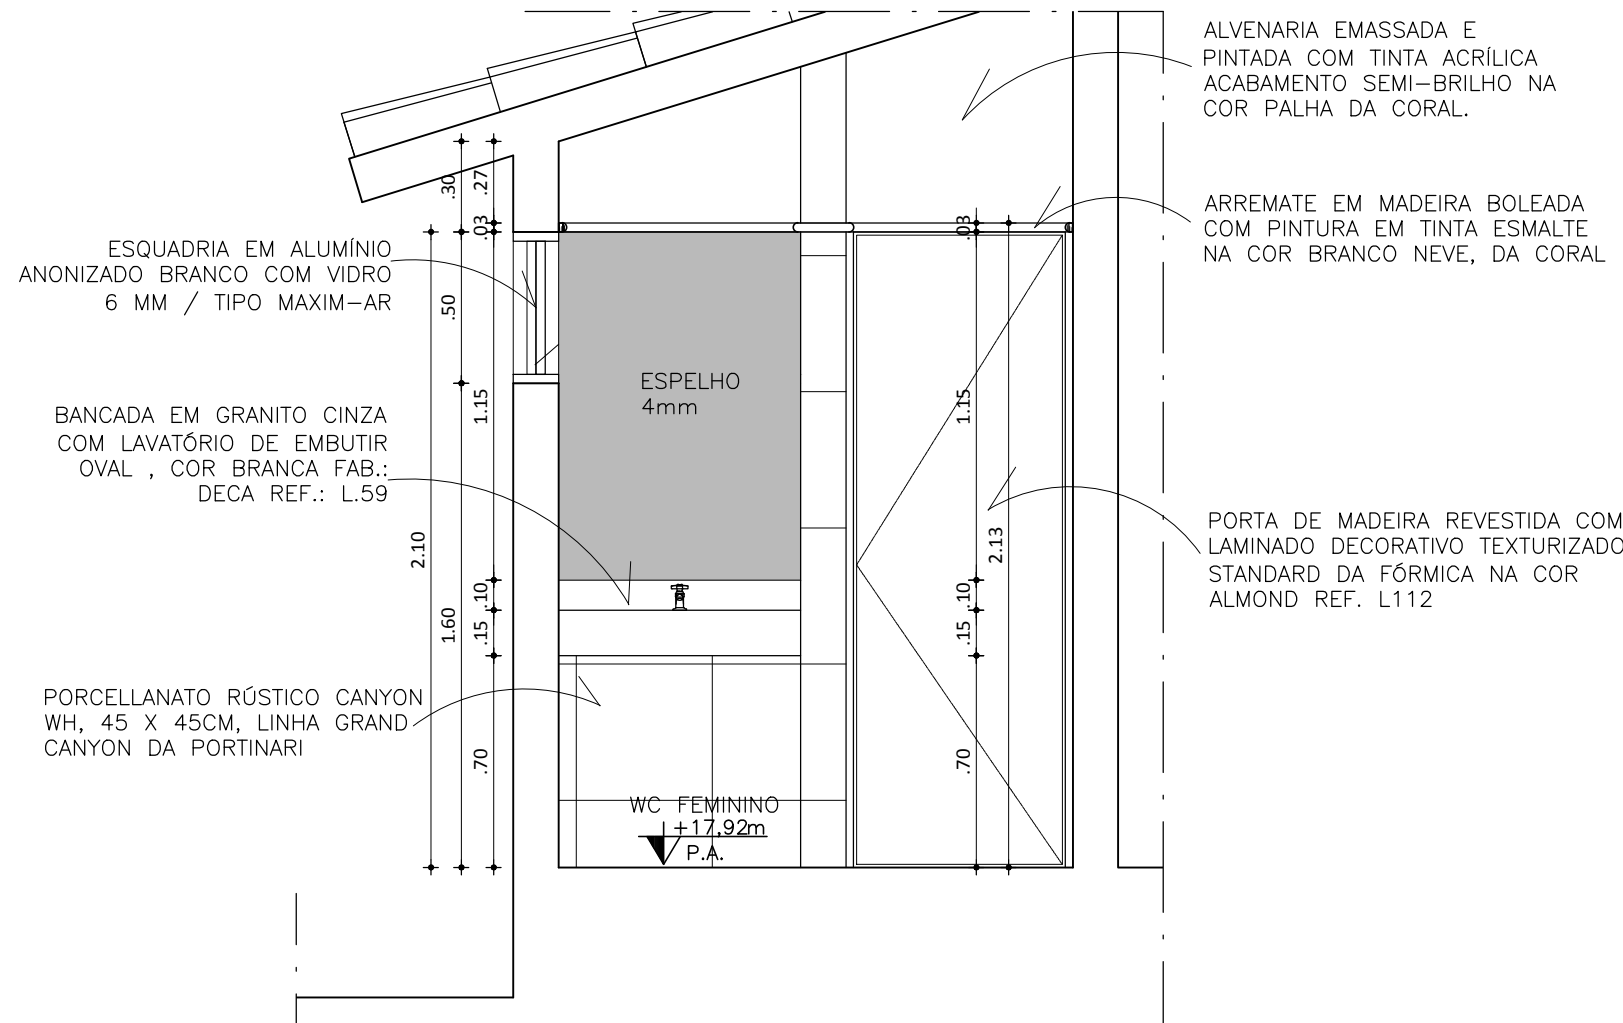 ALVENARIA EMASSADA E
PINTADA COM TINTA ACRÍLICA
ACABAMENTO SEMI-BRILHO NA
COR PALHA DA CORAL.
ARREMATE EM MADEIRA BOLEADA
COM PINTURA EM TINTA ESMALTE
NA COR BRANCO NEVE, DA CORAL
ESQUADRIA EM ALUMÍNIO
ANONIZADO BRANCO COM VIDRO
6 MM / TIPO MAXIM-AR
BANCADA EM GRANITO CINZA
COM LAVATÓRIO DE EMBUTIR
OVAL , COR BRANCA FAB.:
DECA REF.: L.59
PORCELLANATO RÚSTICO CANYON
WH, 45 X 45CM, LINHA GRAND
CANYON DA PORTINARI
2.10
.30
.50
1.60
.27
.03
1.15
.10
.15
.70
ESPELHO
4mm
WC FEMININO
+17,92m
P.A.
.03
1.15
.10
.15
.70
2.13
PORTA DE MADEIRA REVESTIDA COM
LAMINADO DECORATIVO TEXTURIZADO
STANDARD DA FÓRMICA NA COR
ALMOND REF. L112